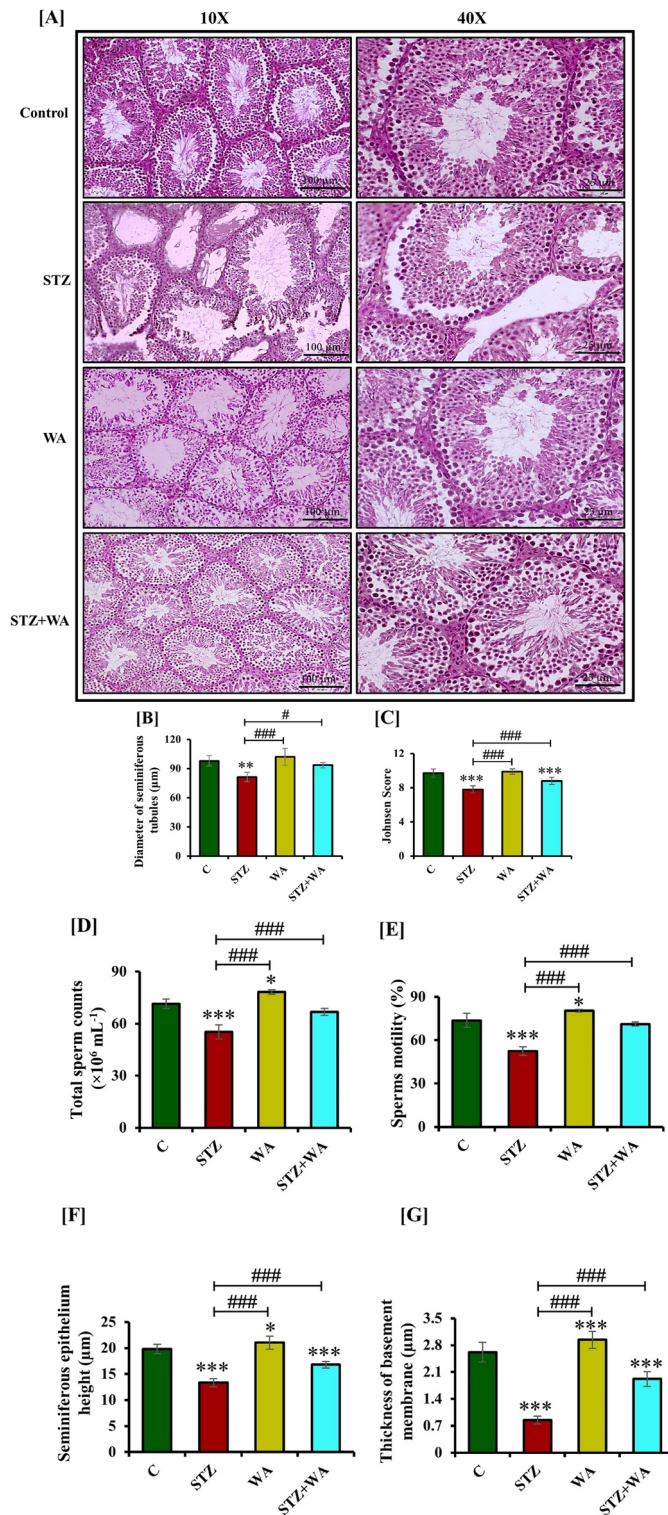 [A]
10X
40X
Control
100 μm
25 μm
STZ
100 μm
25 μm
WA
100 μm
25 μm
STZ+WA
100 μm
25 μm
[B]
#
###
**
Diameter of seminiferous
tubules (μm)
120
90
60
30
0
C
STZ
WA
STZ+WA
[C]
###
###
***
***
Johnsen Score
12
8
4
0
C
STZ
WA
STZ+WA
[D]
###
###
*
***
Total sperm counts
(×10⁶ mL⁻¹)
90
60
30
0
C
STZ
WA
STZ+WA
[E]
###
###
*
***
Sperms motility (%)
90
60
30
0
C
STZ
WA
STZ+WA
[F]
###
###
*
***
***
Seminiferous epithelium
height (μm)
25
20
15
10
5
0
C
STZ
WA
STZ+WA
[G]
###
###
***
***
***
Thickness of basement
membrane (μm)
3.5
2.8
2.1
1.4
0.7
0
C
STZ
WA
STZ+WA